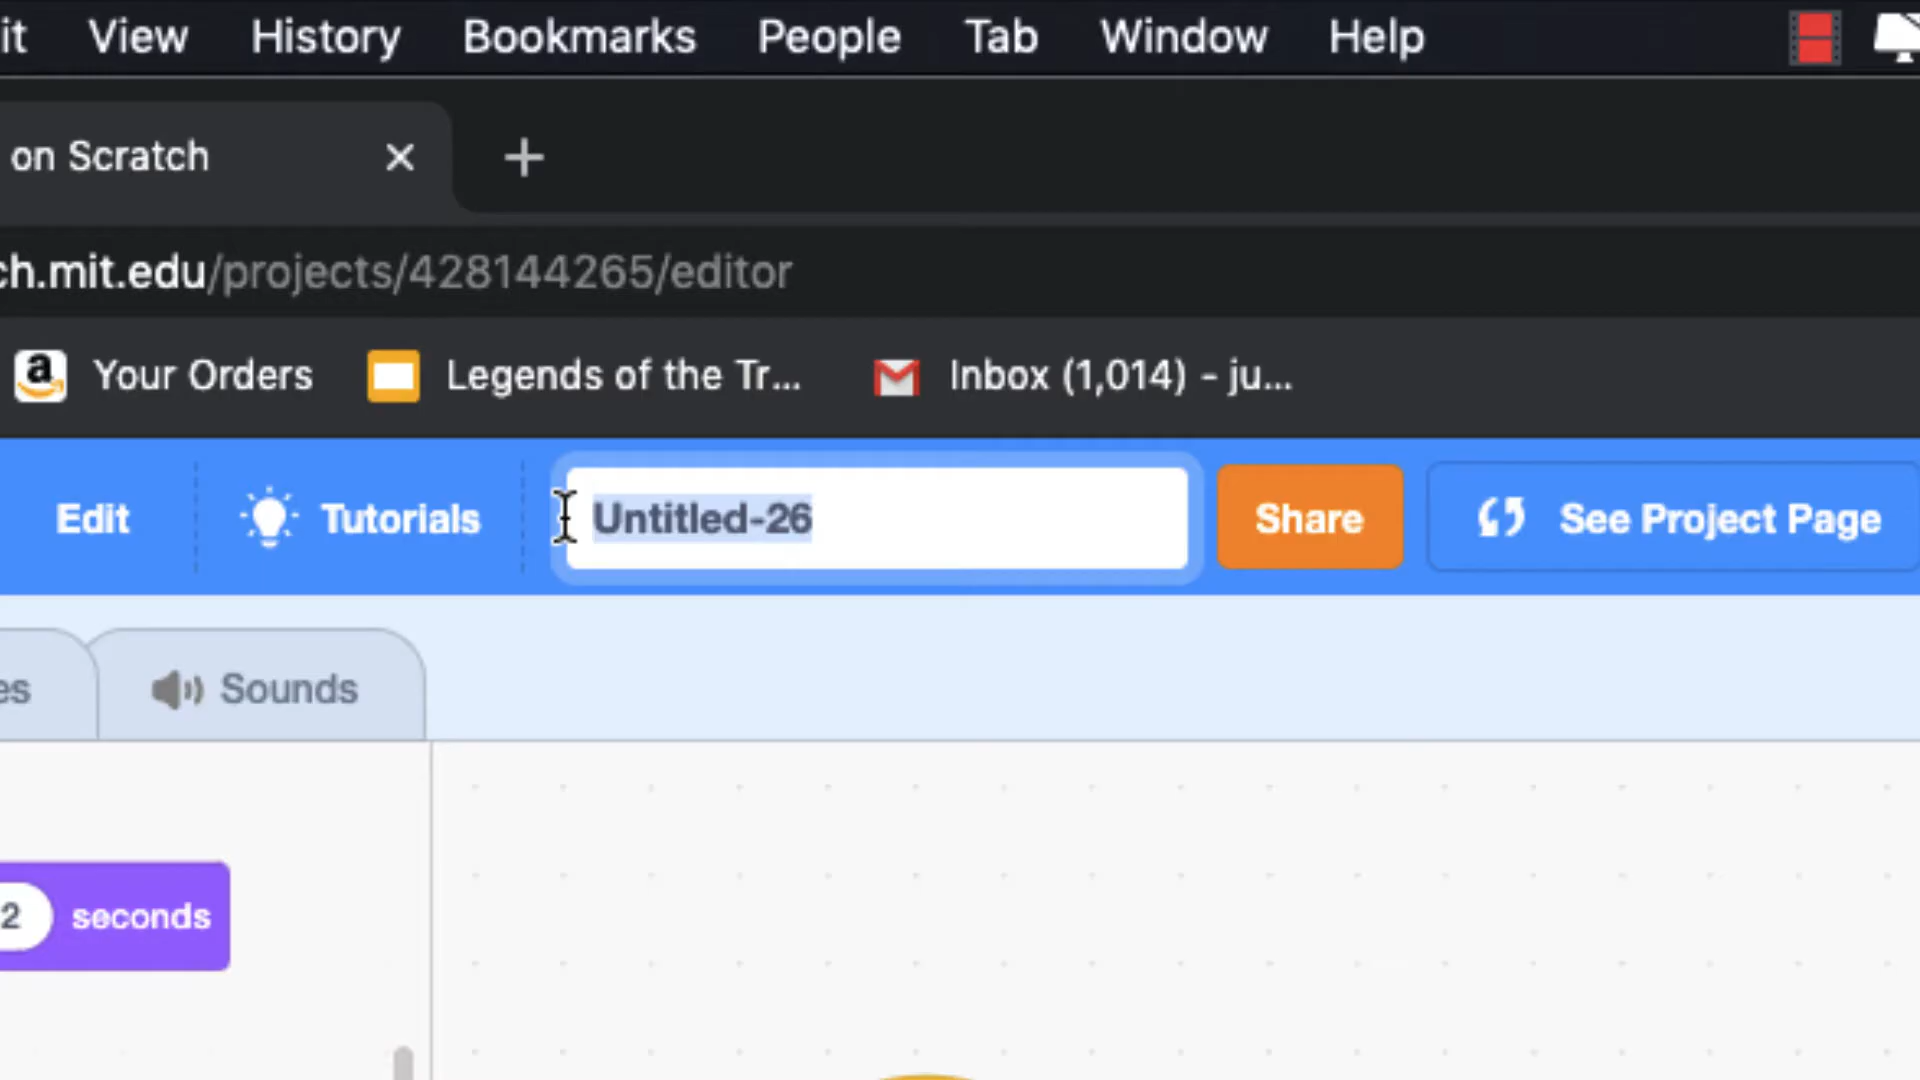 it View History Bookmarks People Tab Window Help
on Scratch
ch.mit.edu/projects/428144265/editor
Your Orders Legends of the Tr... Inbox (1,014) - ju...
Edit Tutorials Untitled-26 Share See Project Page
es Sounds
2 seconds